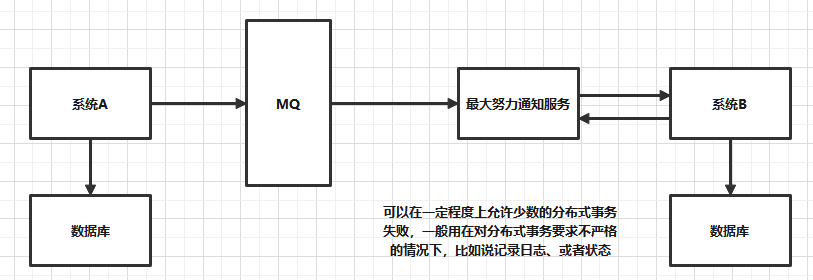 系统A
MQ
最大努力通知服务
系统B
数据库
可以在一定程度上允许少数的分布式事务
失败，一般用在对分布式事务要求不严格
的情况下，比如说记录日志、或者状态
数据库